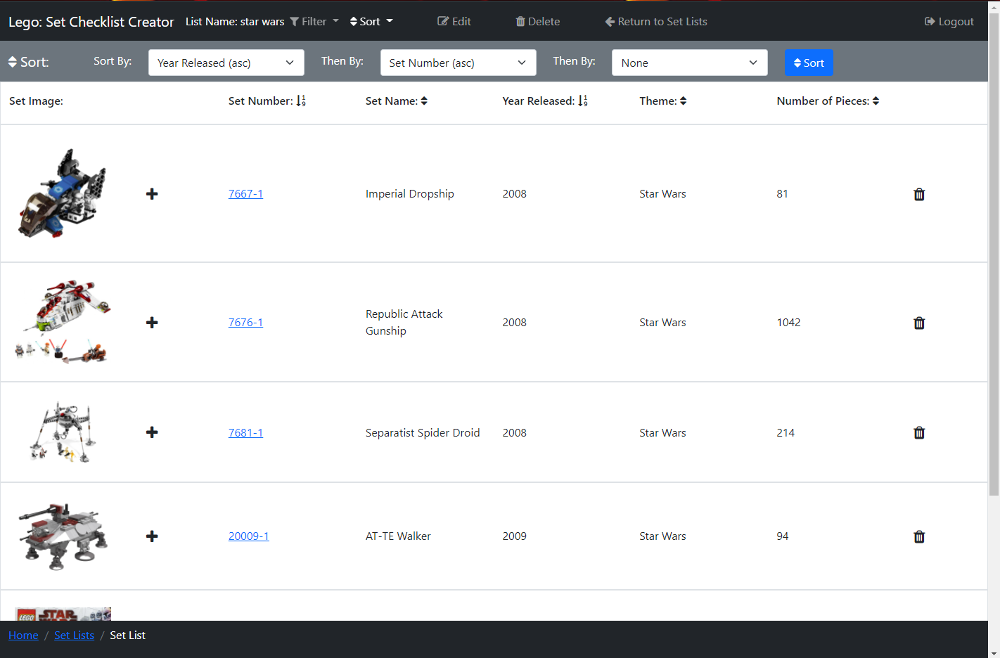 Lego: Set Checklist Creator List Name: star wars Filter Sort Edit Delete Return to Set Lists Logout
Sort: Sort By: Year Released (asc) Then By: Set Number (asc) Then By: None Sort
Set Image: Set Number: Set Name: Year Released: Theme: Number of Pieces:
7667-1 Imperial Dropship 2008 Star Wars 81
7676-1 Republic Attack Gunship 2008 Star Wars 1042
7681-1 Separatist Spider Droid 2008 Star Wars 214
20009-1 AT-TE Walker 2009 Star Wars 94
LEGO STAR
Home / Set Lists / Set List